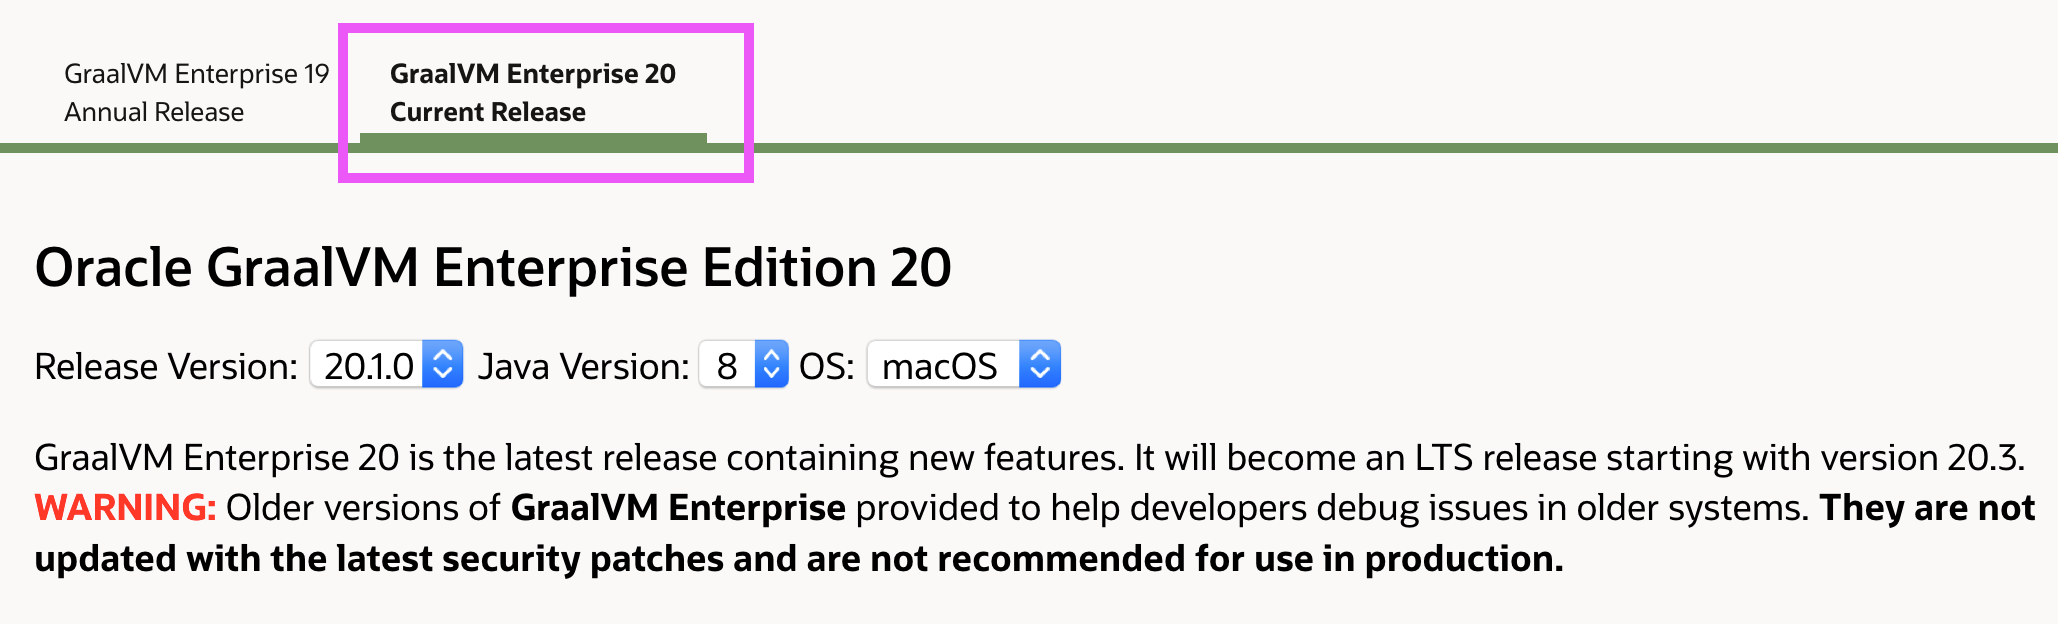 GraalVM Enterprise 19
Annual Release
GraalVM Enterprise 20
Current Release
Oracle GraalVM Enterprise Edition 20
Release Version: 20.1.0 Java Version: 8 OS: macOS
GraalVM Enterprise 20 is the latest release containing new features. It will become an LTS release starting with version 20.3.
WARNING: Older versions of GraalVM Enterprise provided to help developers debug issues in older systems. They are not
updated with the latest security patches and are not recommended for use in production.